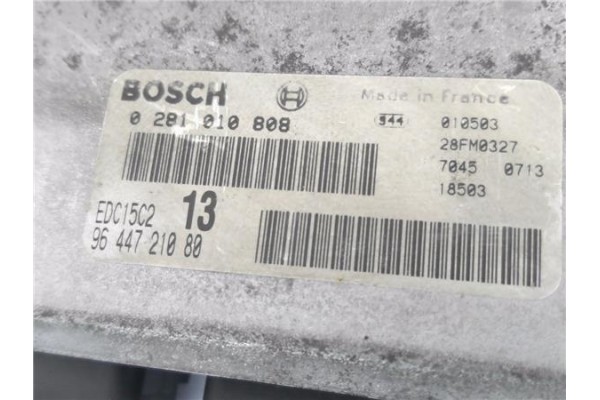 BOSCH Made in France
0 281 010 808 344 010503
28FM0327
7045 0713
18503
EDC15C2 13
96 447 210 80